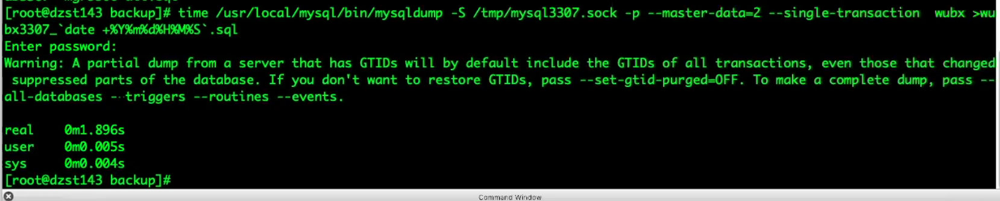 [root@dzst143 backup]# time /usr/local/mysql/bin/mysqldump -S /tmp/mysql3307.sock -p --master-data=2 --single-transaction  wubx >wu
bx3307_`date +%Y%m%d%H%M%S`.sql
Enter password:
Warning: A partial dump from a server that has GTIDs will by default include the GTIDs of all transactions, even those that changed
 suppressed parts of the database. If you don't want to restore GTIDs, pass --set-gtid-purged=OFF. To make a complete dump, pass --
all-databases --triggers --routines --events.
real    0m1.896s
user    0m0.005s
sys     0m0.004s
[root@dzst143 backup]#
Command Window